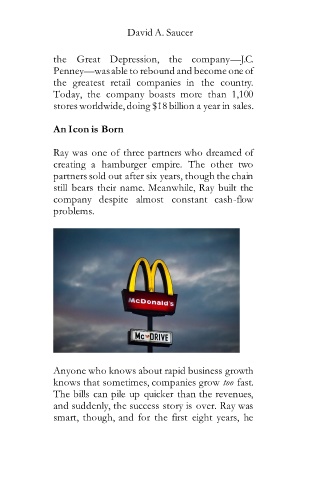 David A. Saucer
the Great Depression, the company—J.C.
Penney—was able to rebound and become one of
the greatest retail companies in the country.
Today, the company boasts more than 1,100
stores worldwide, doing $18 billion a year in sales.
An Icon is Born
Ray was one of three partners who dreamed of
creating a hamburger empire. The other two
partners sold out after six years, though the chain
still bears their name. Meanwhile, Ray built the
company despite almost constant cash-flow
problems.
McDonald's
Mc DRIVE
Anyone who knows about rapid business growth
knows that sometimes, companies grow too fast.
The bills can pile up quicker than the revenues,
and suddenly, the success story is over. Ray was
smart, though, and for the first eight years, he